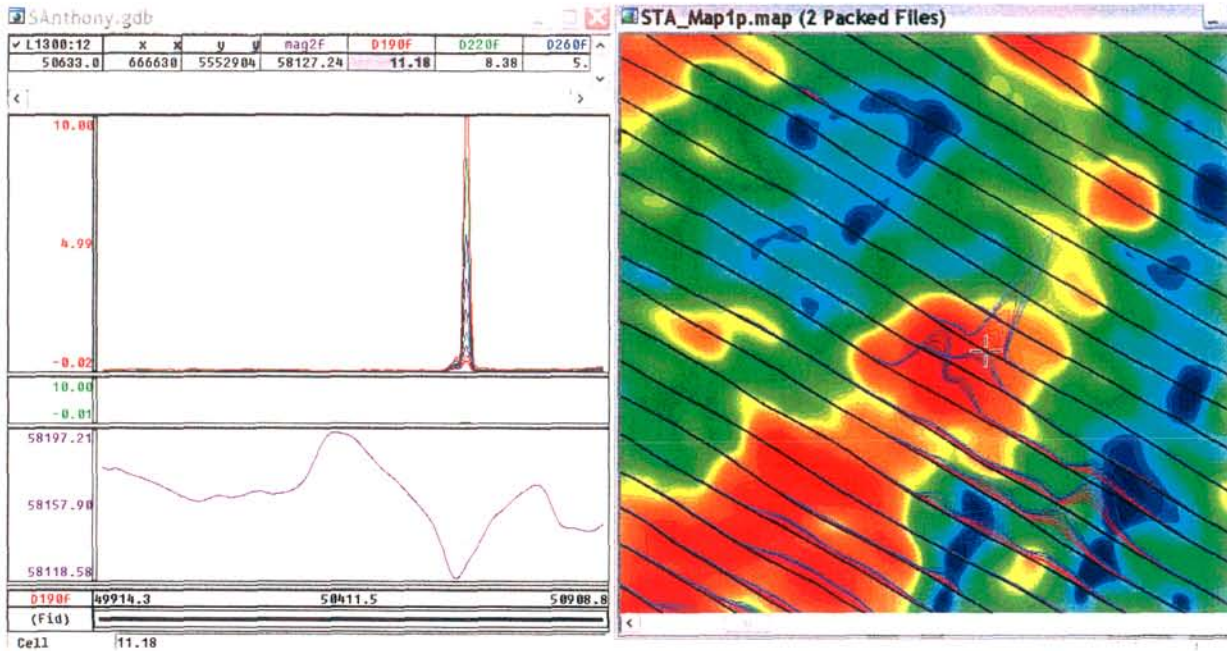 SAnthony.gdb
✓ L1300:12 x x y y mag2f D190F D220F D260F
50633.0 666630 5552904 58127.24 11.18 8.38 5.
10.00
4.99
-0.02
10.00
-0.01
58197.21
58157.90
58118.58
D190F 49914.3 50411.5 50908.8
(Fid)
Cell 11.18
STA_Map1p.map (2 Packed Files)